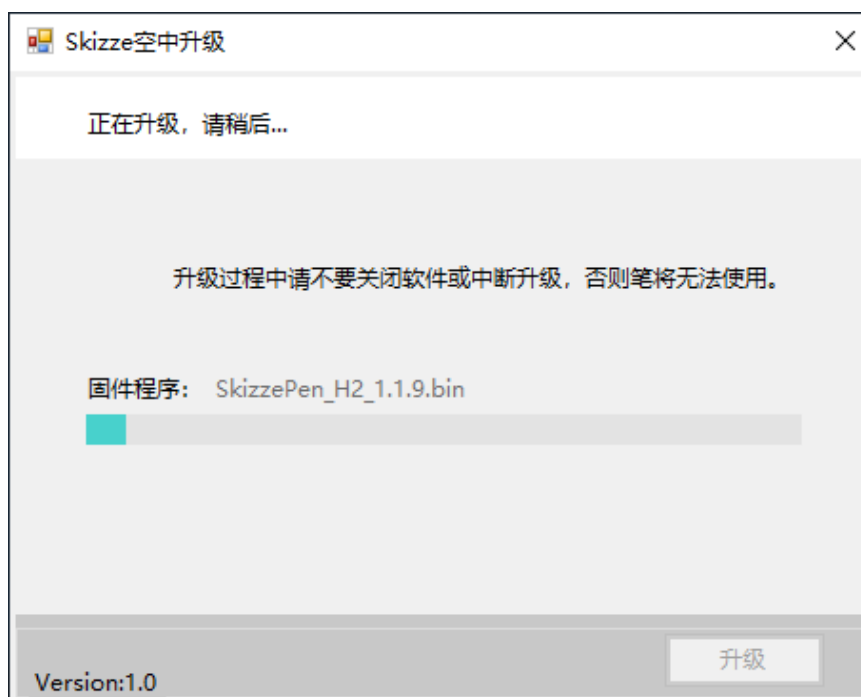 Skizze空中升级
正在升级，请稍后...
升级过程中请不要关闭软件或中断升级，否则笔将无法使用。
固件程序： SkizzePen_H2_1.1.9.bin
升级
Version:1.0